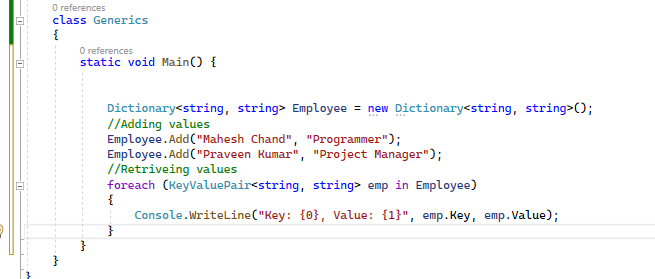 0 references
class Generics
{
0 references
static void Main() {
Dictionary<string, string> Employee = new Dictionary<string, string>();
//Adding values
Employee.Add("Mahesh Chand", "Programmer");
Employee.Add("Praveen Kumar", "Project Manager");
//Retriveing values
foreach (KeyValuePair<string, string> emp in Employee)
{
Console.WriteLine("Key: {0}, Value: {1}", emp.Key, emp.Value);
}
}
}
}